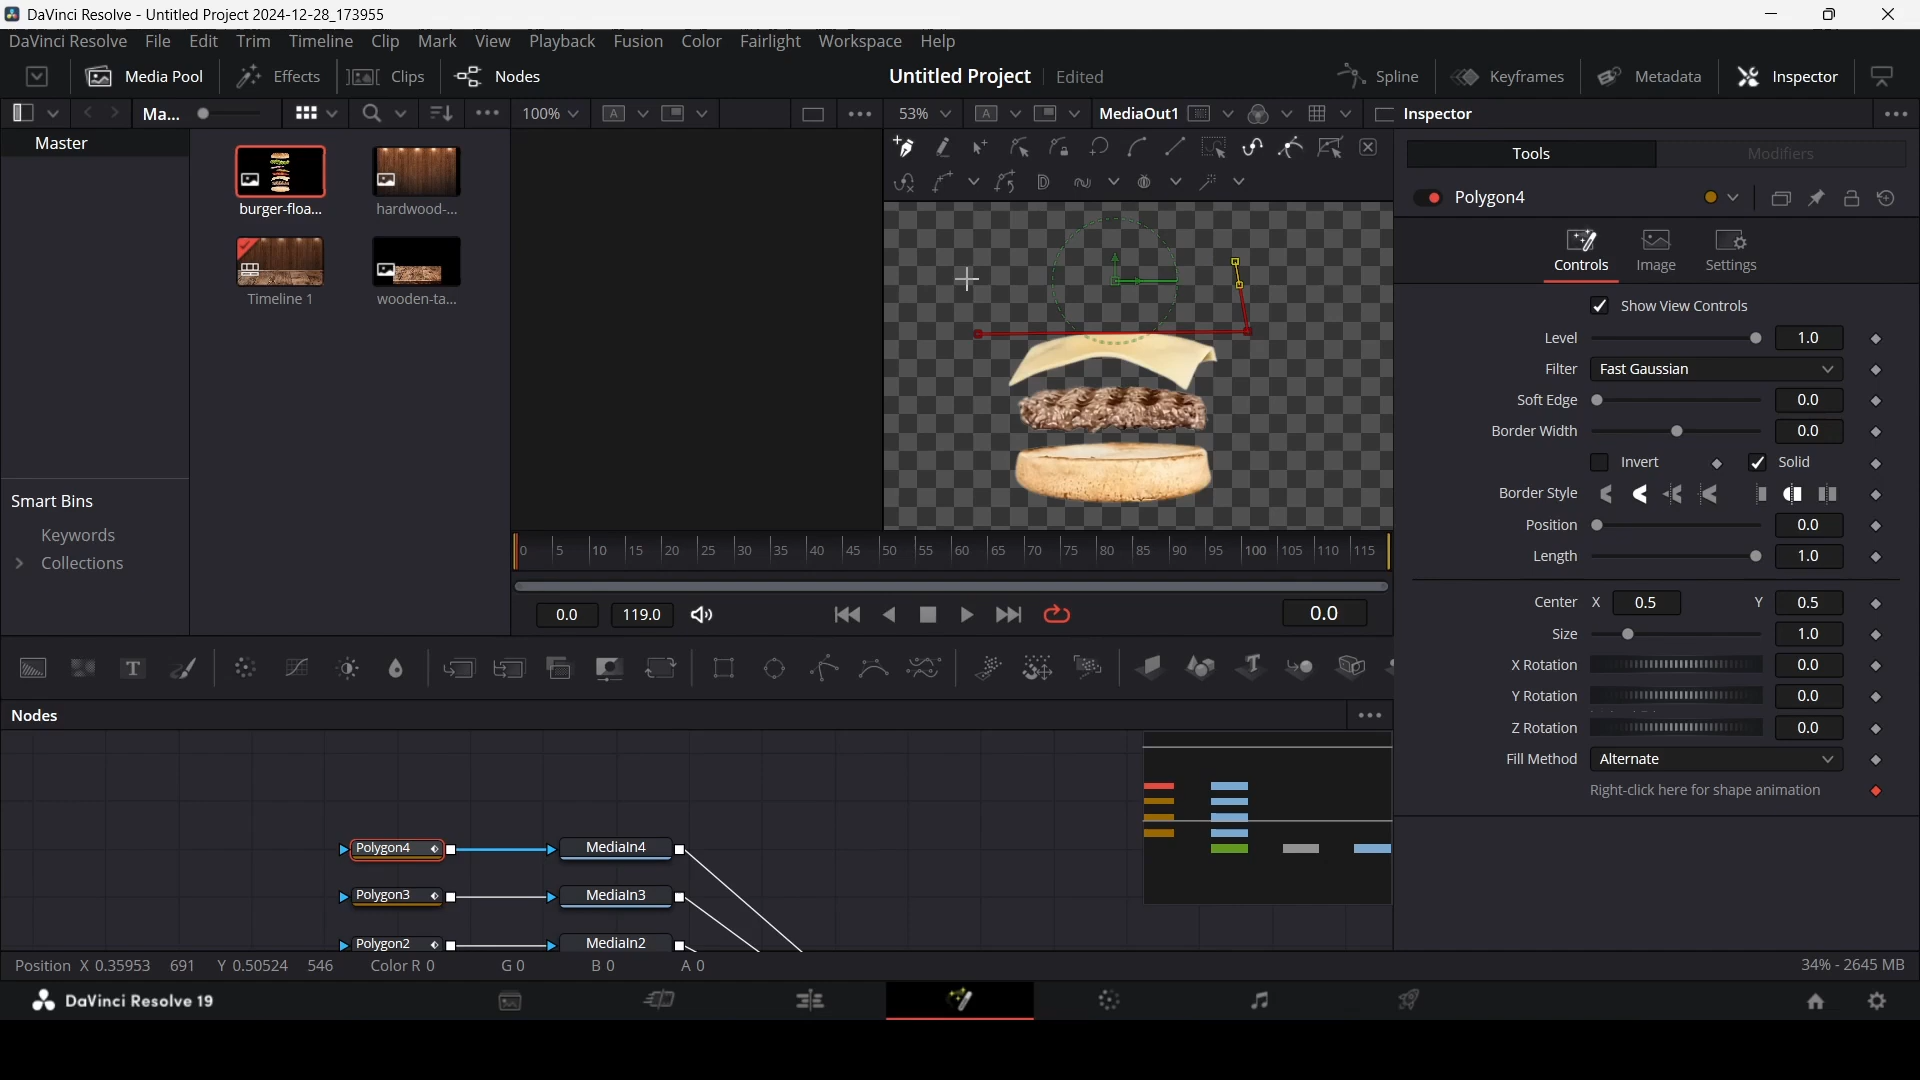 DaVinci Resolve - Untitled Project 2024-12-28_173955
DaVinci Resolve File Edit Trim Timeline Clip Mark View Playback Fusion Color Fairlight Workspace Help
Media Pool Effects Clips Nodes Untitled Project Edited Spline Keyframes Metadata Inspector
Ma... 100% A 53% A MediaOut1 Inspector
Master
Tools Modifiers
Polygon4
burger-floa... hardwood-...
Controls Image Settings
Timeline 1 wooden-ta...
Show View Controls
Level 1.0
Filter Fast Gaussian
Soft Edge 0.0
Border Width 0.0
Invert Solid
Border Style
Position 0.0
Length 1.0
Smart Bins
Keywords
Collections
0 5 10 15 20 25 30 35 40 45 50 55 60 65 70 75 80 85 90 95 100 105 110 115
0.0 119.0 0.0
Center X 0.5 Y 0.5
Size 1.0
X Rotation 0.0
Y Rotation 0.0
Z Rotation 0.0
Fill Method Alternate
Right-click here for shape animation
T T
Nodes
Polygon4 MediaIn4
Polygon3 MediaIn3
Polygon2 MediaIn2
Position X 0.35953 691 Y 0.50524 546 Color R 0 G 0 B 0 A 0 34% - 2645 MB
DaVinci Resolve 19